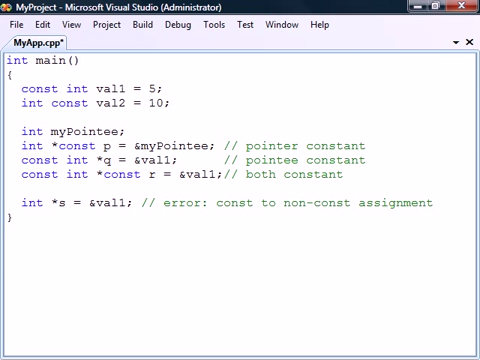 MyProject - Microsoft Visual Studio (Administrator)
File Edit View Project Build Debug Tools Test Window Help
MyApp.cpp*
int main()
{
  const int val1 = 5;
  int const val2 = 10;
  int myPointee;
  int *const p = &myPointee; // pointer constant
  const int *q = &val1;      // pointee constant
  const int *const r = &val1;// both constant
  int *s = &val1; // error: const to non-const assignment
}